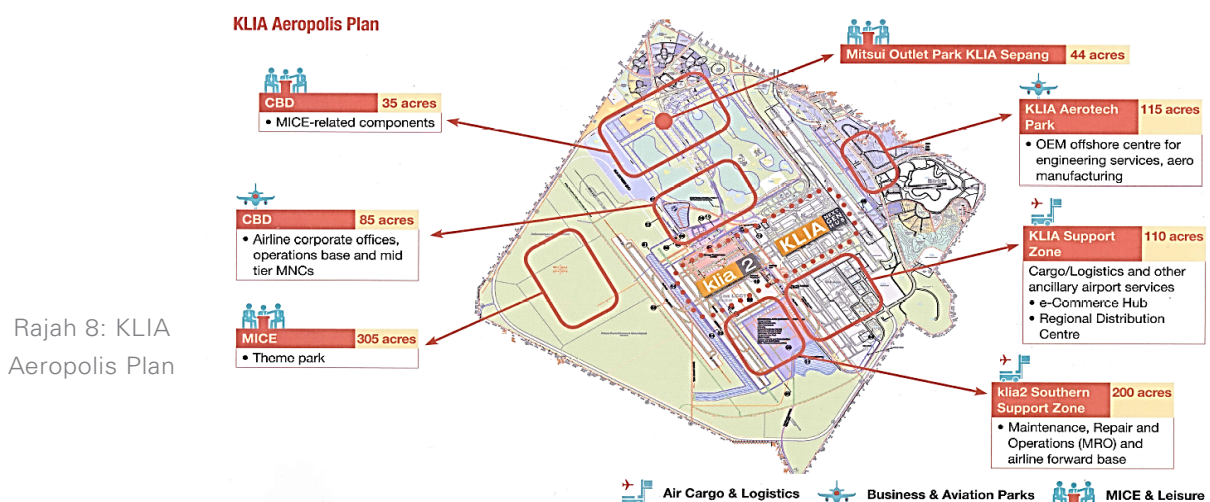 KLIA Aeropolis Plan
Mitsui Outlet Park KLIA Sepang 44 acres
CBD 35 acres
• MICE-related components
KLIA Aerotech 115 acres
Park
• OEM offshore centre for
engineering services, aero
manufacturing
CBD 85 acres
• Airline corporate offices,
operations base and mid
tier MNCs
KLIA
klia 2
KLIA Support 110 acres
Zone
Cargo/Logistics and other
ancillary airport services
• e-Commerce Hub
• Regional Distribution
Centre
Rajah 8: KLIA
Aeropolis Plan
MICE 305 acres
• Theme park
klia2 Southern 200 acres
Support Zone
• Maintenance, Repair and
Operations (MRO) and
airline forward base
Air Cargo & Logistics Business & Aviation Parks MICE & Leisure